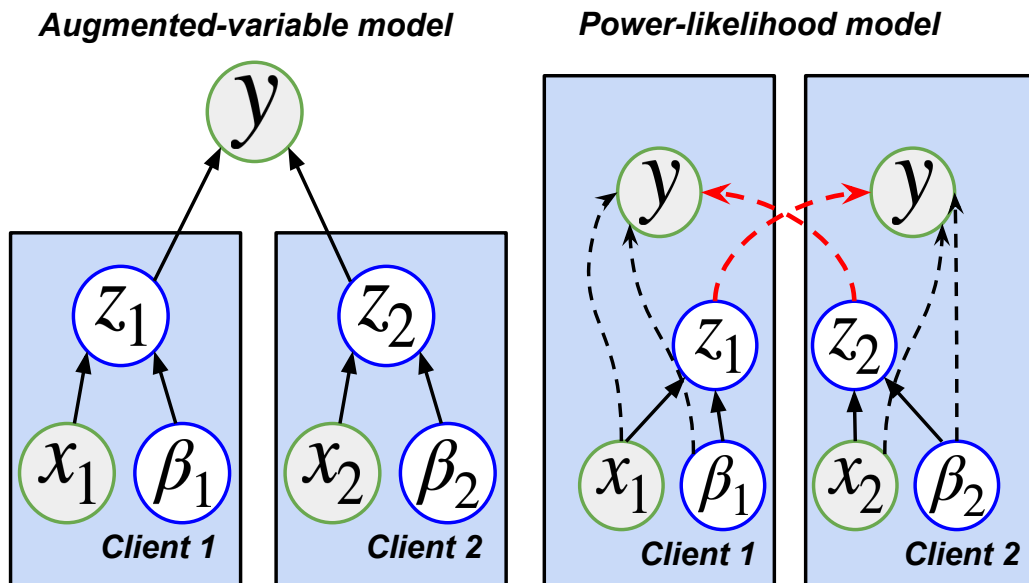 Augmented-variable model
y
z₁
z₂
x₁
β₁
x₂
β₂
Client 1
Client 2
Power-likelihood model
y
y
z₁
z₂
x₁
β₁
x₂
β₂
Client 1
Client 2